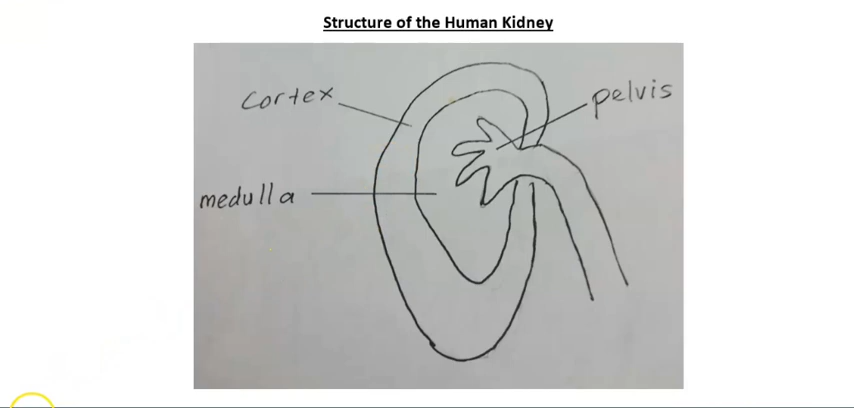 Structure of the Human Kidney
cortex
pelvis
medulla